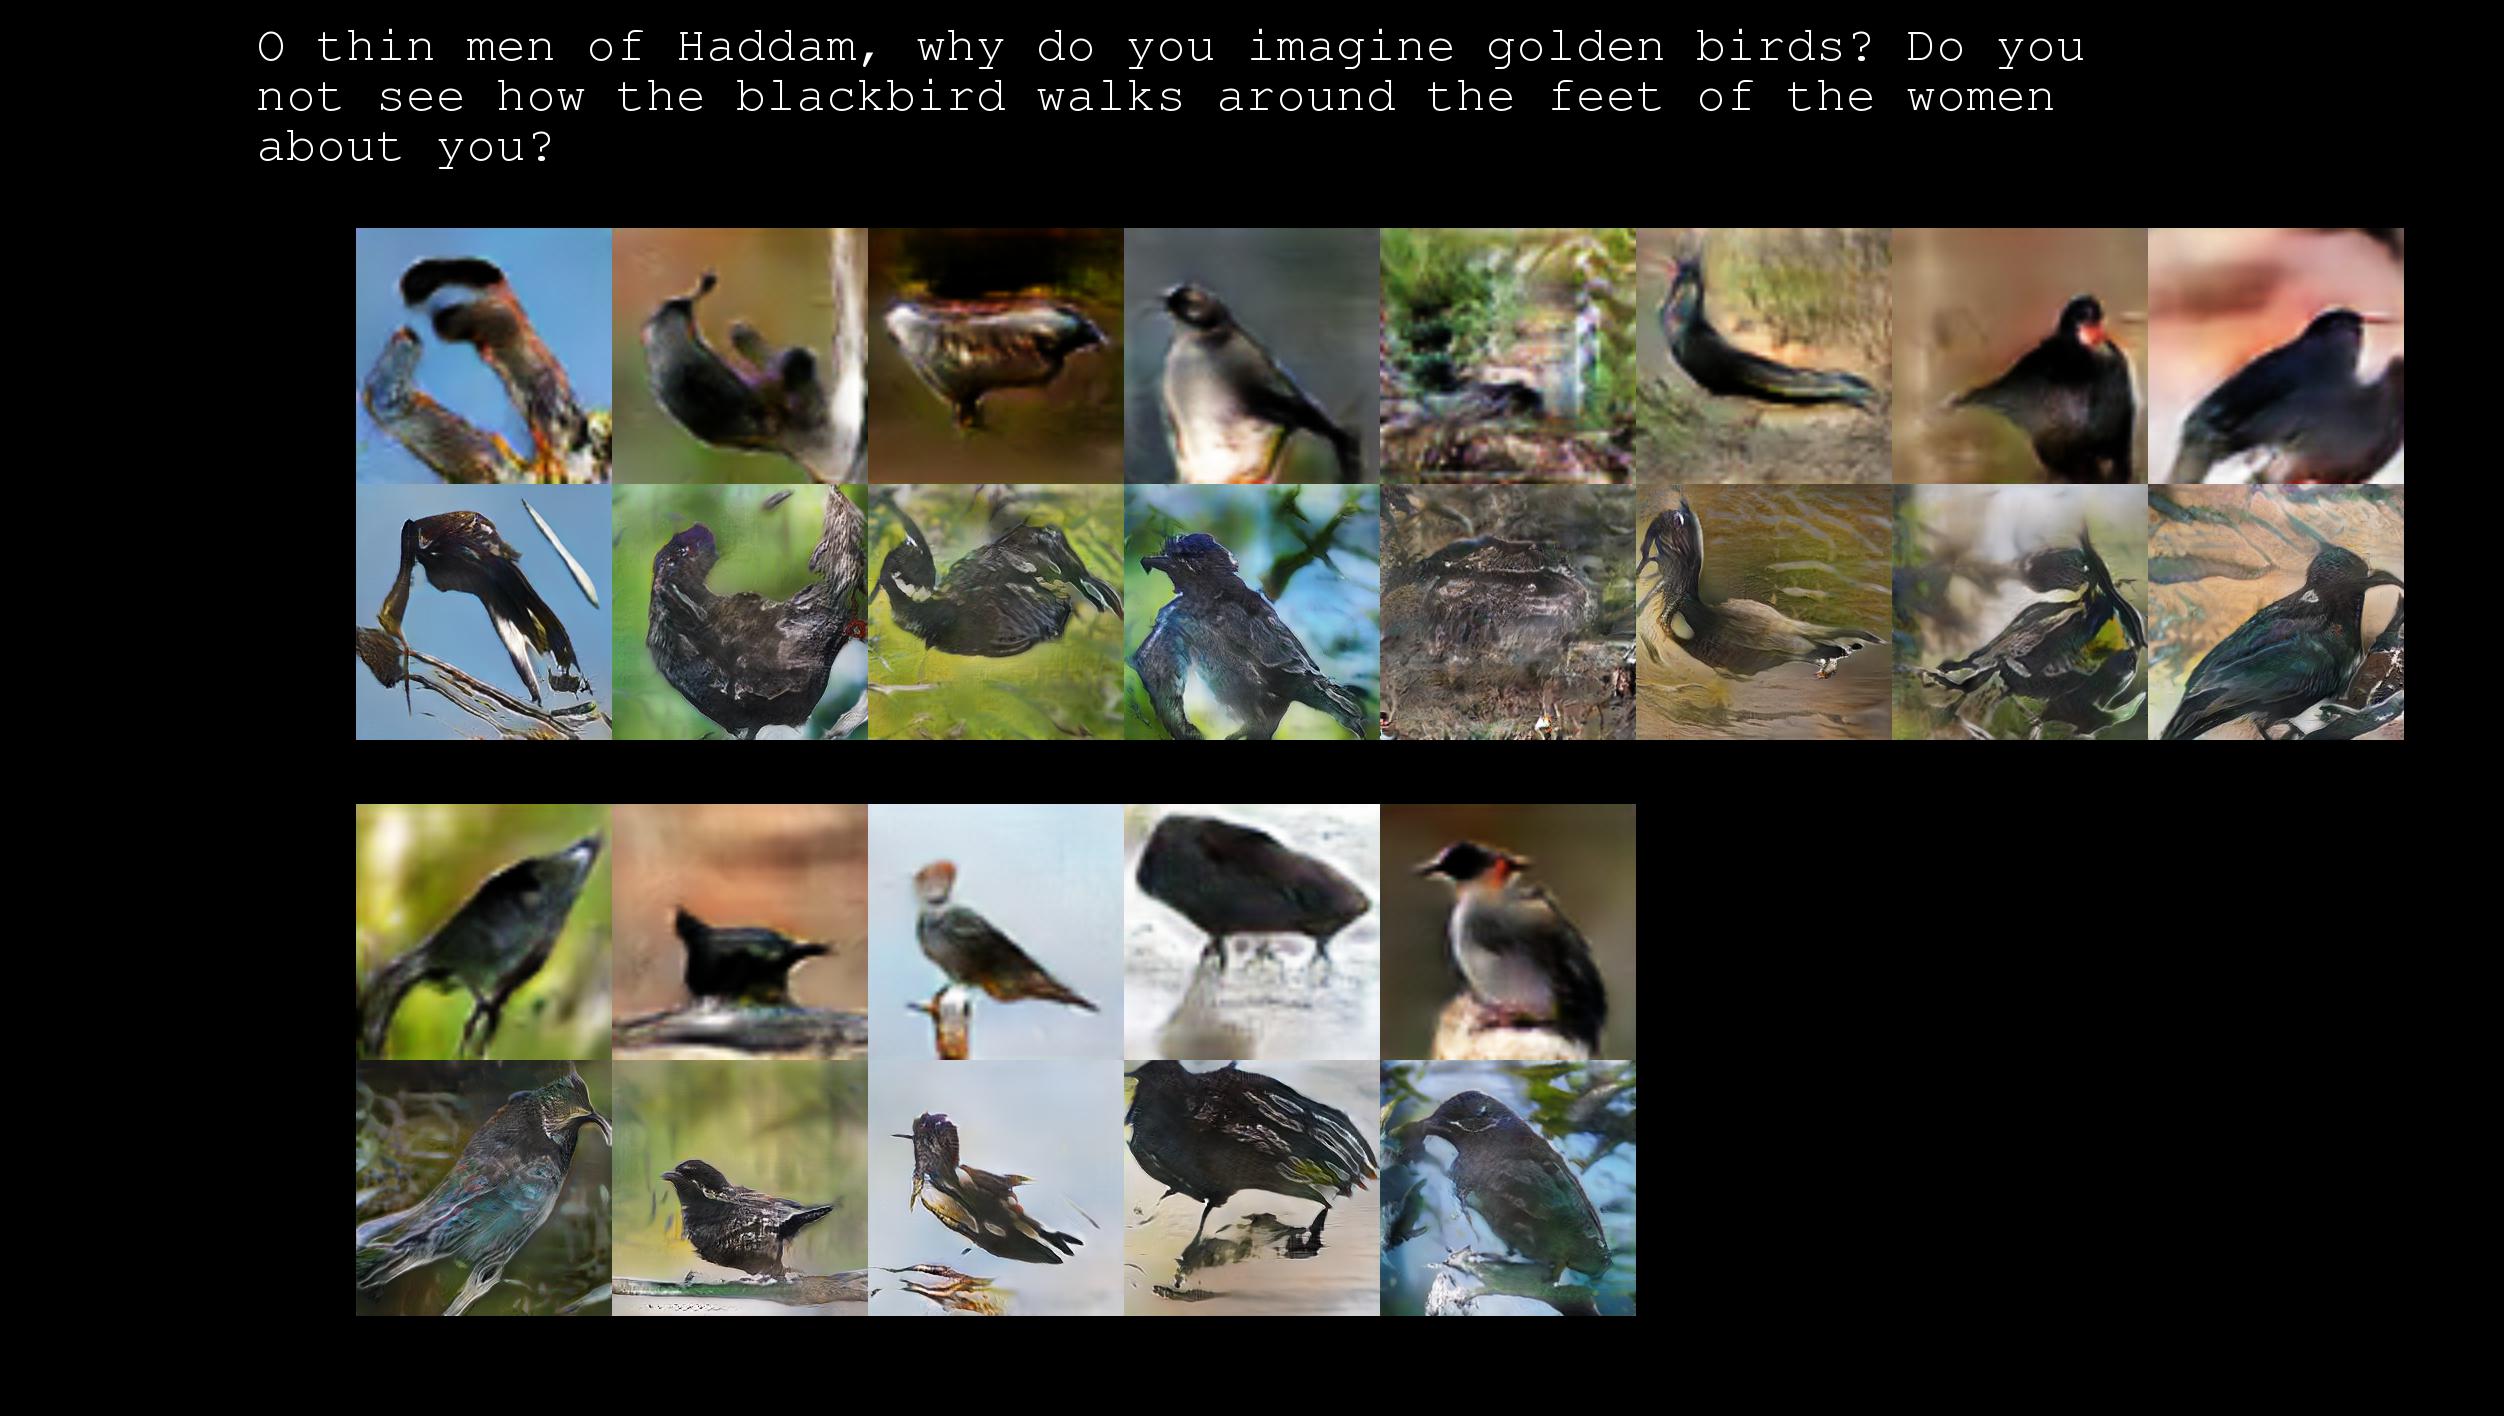 O thin men of Haddam, why do you imagine golden birds? Do you
not see how the blackbird walks around the feet of the women
about you?